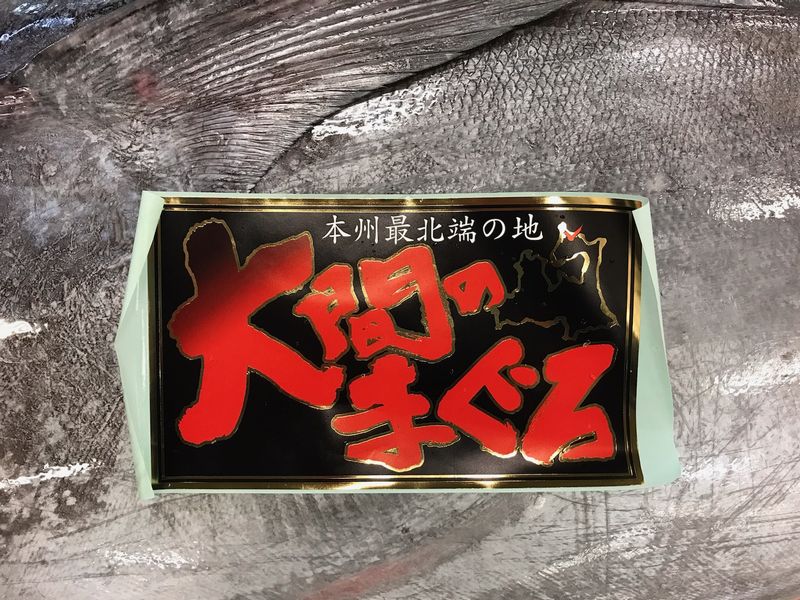 本州最北端の地
大間の
まぐろ